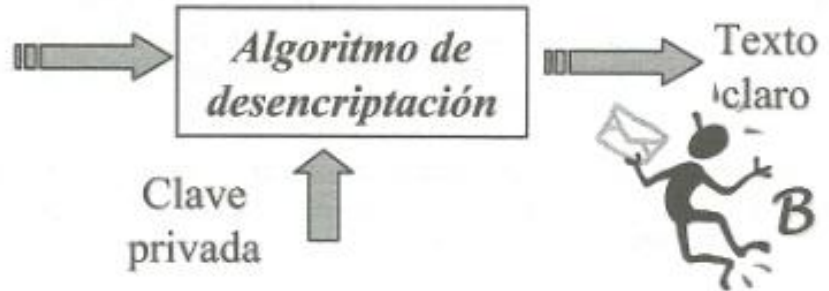 Algoritmo de
desencriptación
Texto
claro
Clave
privada
B